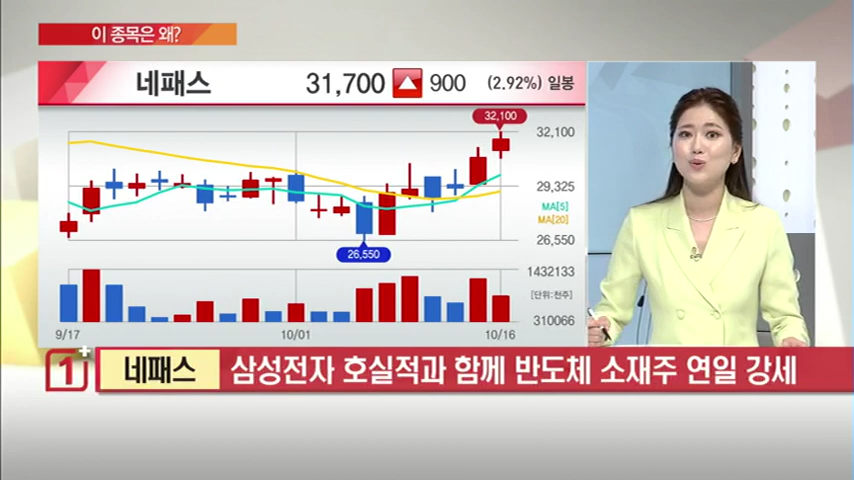 이 종목은 왜?
네패스 31,700 ▲ 900 (2.92%) 일봉
32,100
32,100
29,325
MA[5]
MA[20]
26,550
26,550
1432133
[단위:천주]
310066
9/17 10/01 10/16
1+ 네패스 삼성전자 호실적과 함께 반도체 소재주 연일 강세